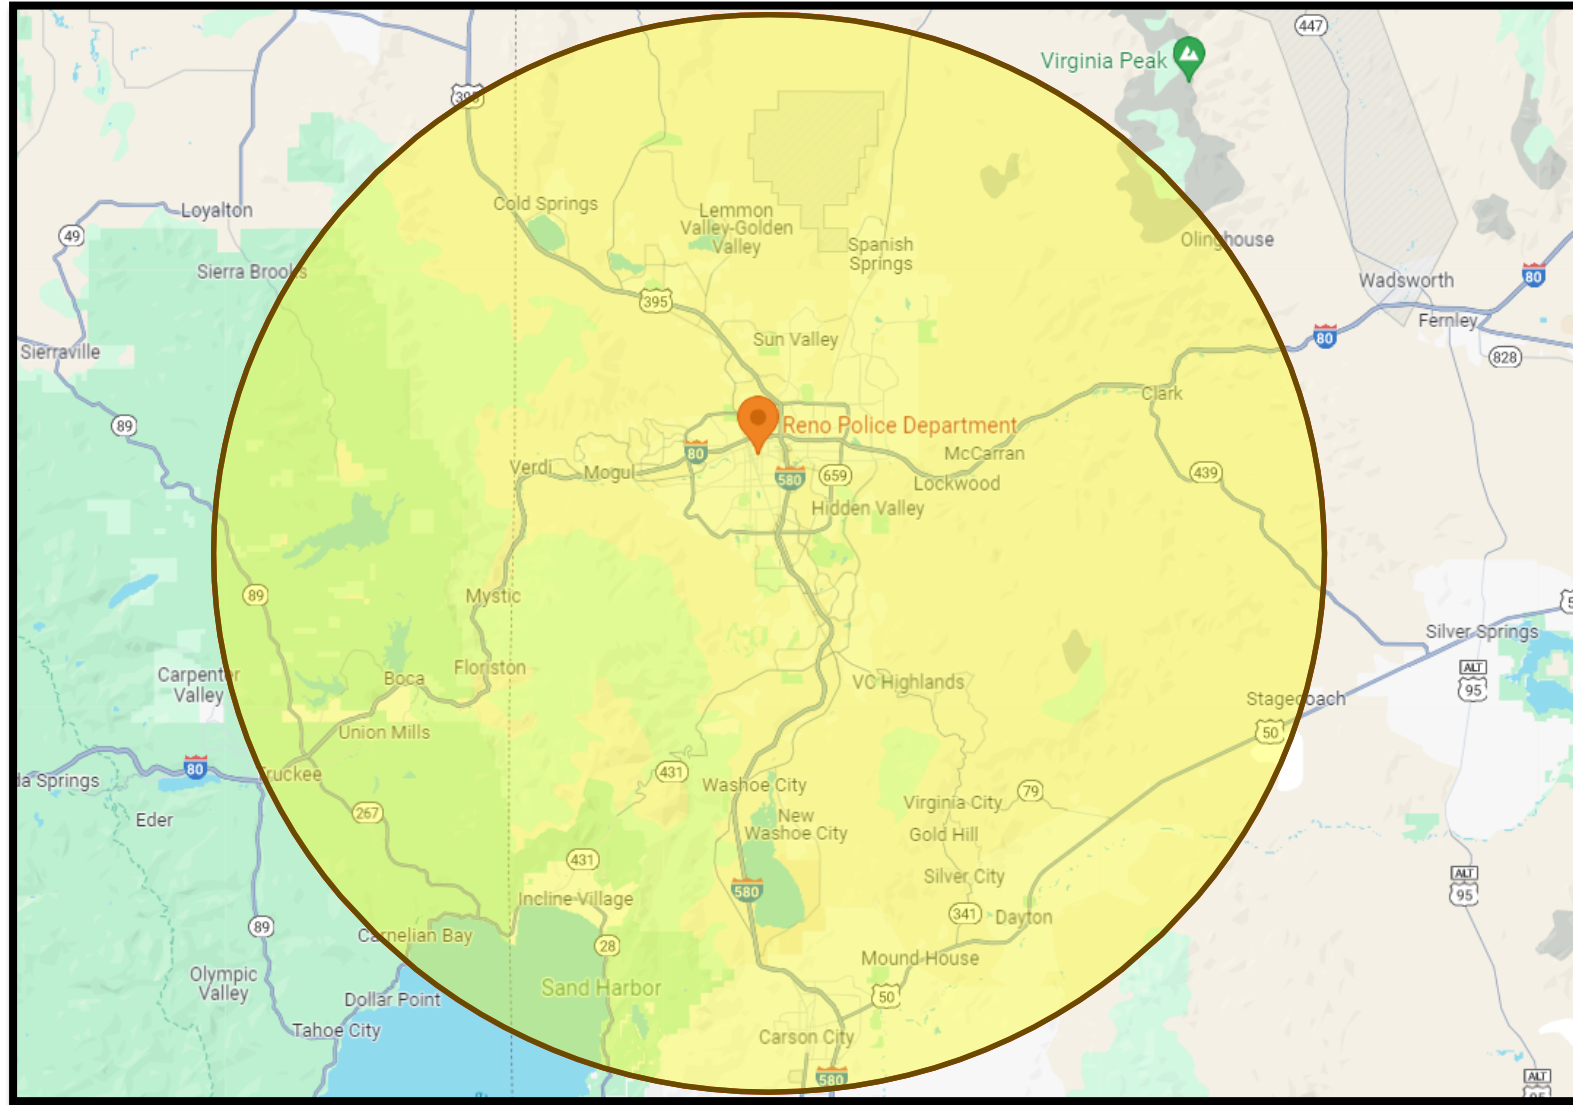 447
Virginia Peak
395
Cold Springs
Loyalton
Lemmon
Valley-Golden
Valley
49
Spanish
Springs
Olinghouse
Sierra Brooks
Wadsworth
80
395
Fernley
80
Sun Valley
Sierraville
828
Clark
89
Reno Police Department
80
McCarran
Verdi
Mogul
580
659
439
Lockwood
Hidden Valley
89
Mystic
Silver Springs
Floriston
Carpenter
Valley
Boca
ALT
95
VC Highlands
Stagecoach
Union Mills
50
80
Truckee
431
da Springs
Washoe City
79
Virginia City
267
Eder
New
Washoe City
Gold Hill
431
Silver City
ALT
95
580
Incline Village
341
Dayton
89
Carnelian Bay
28
Mound House
Olympic
Valley
Sand Harbor
Dollar Point
50
Tahoe City
Carson City
580
ALT
95